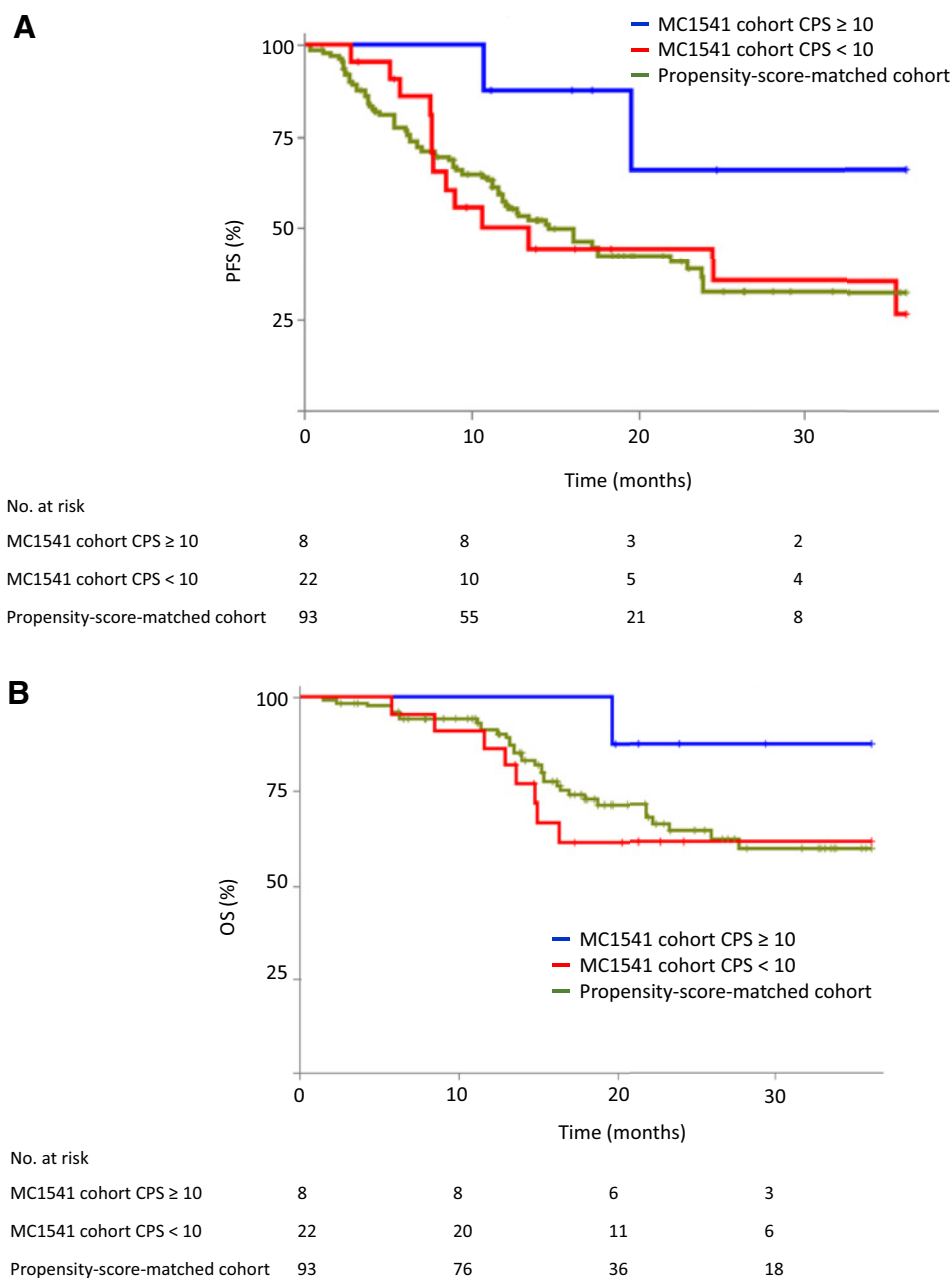 A
MC1541 cohort CPS ≥ 10
MC1541 cohort CPS < 10
Propensity-score-matched cohort
100
75
50
25
PFS (%)
0 10 20 30
Time (months)
No. at risk
MC1541 cohort CPS ≥ 10 8 8 3 2
MC1541 cohort CPS < 10 22 10 5 4
Propensity-score-matched cohort 93 55 21 8
B
100
75
50
25
OS (%)
MC1541 cohort CPS ≥ 10
MC1541 cohort CPS < 10
Propensity-score-matched cohort
0 10 20 30
Time (months)
No. at risk
MC1541 cohort CPS ≥ 10 8 8 6 3
MC1541 cohort CPS < 10 22 20 11 6
Propensity-score-matched cohort 93 76 36 18